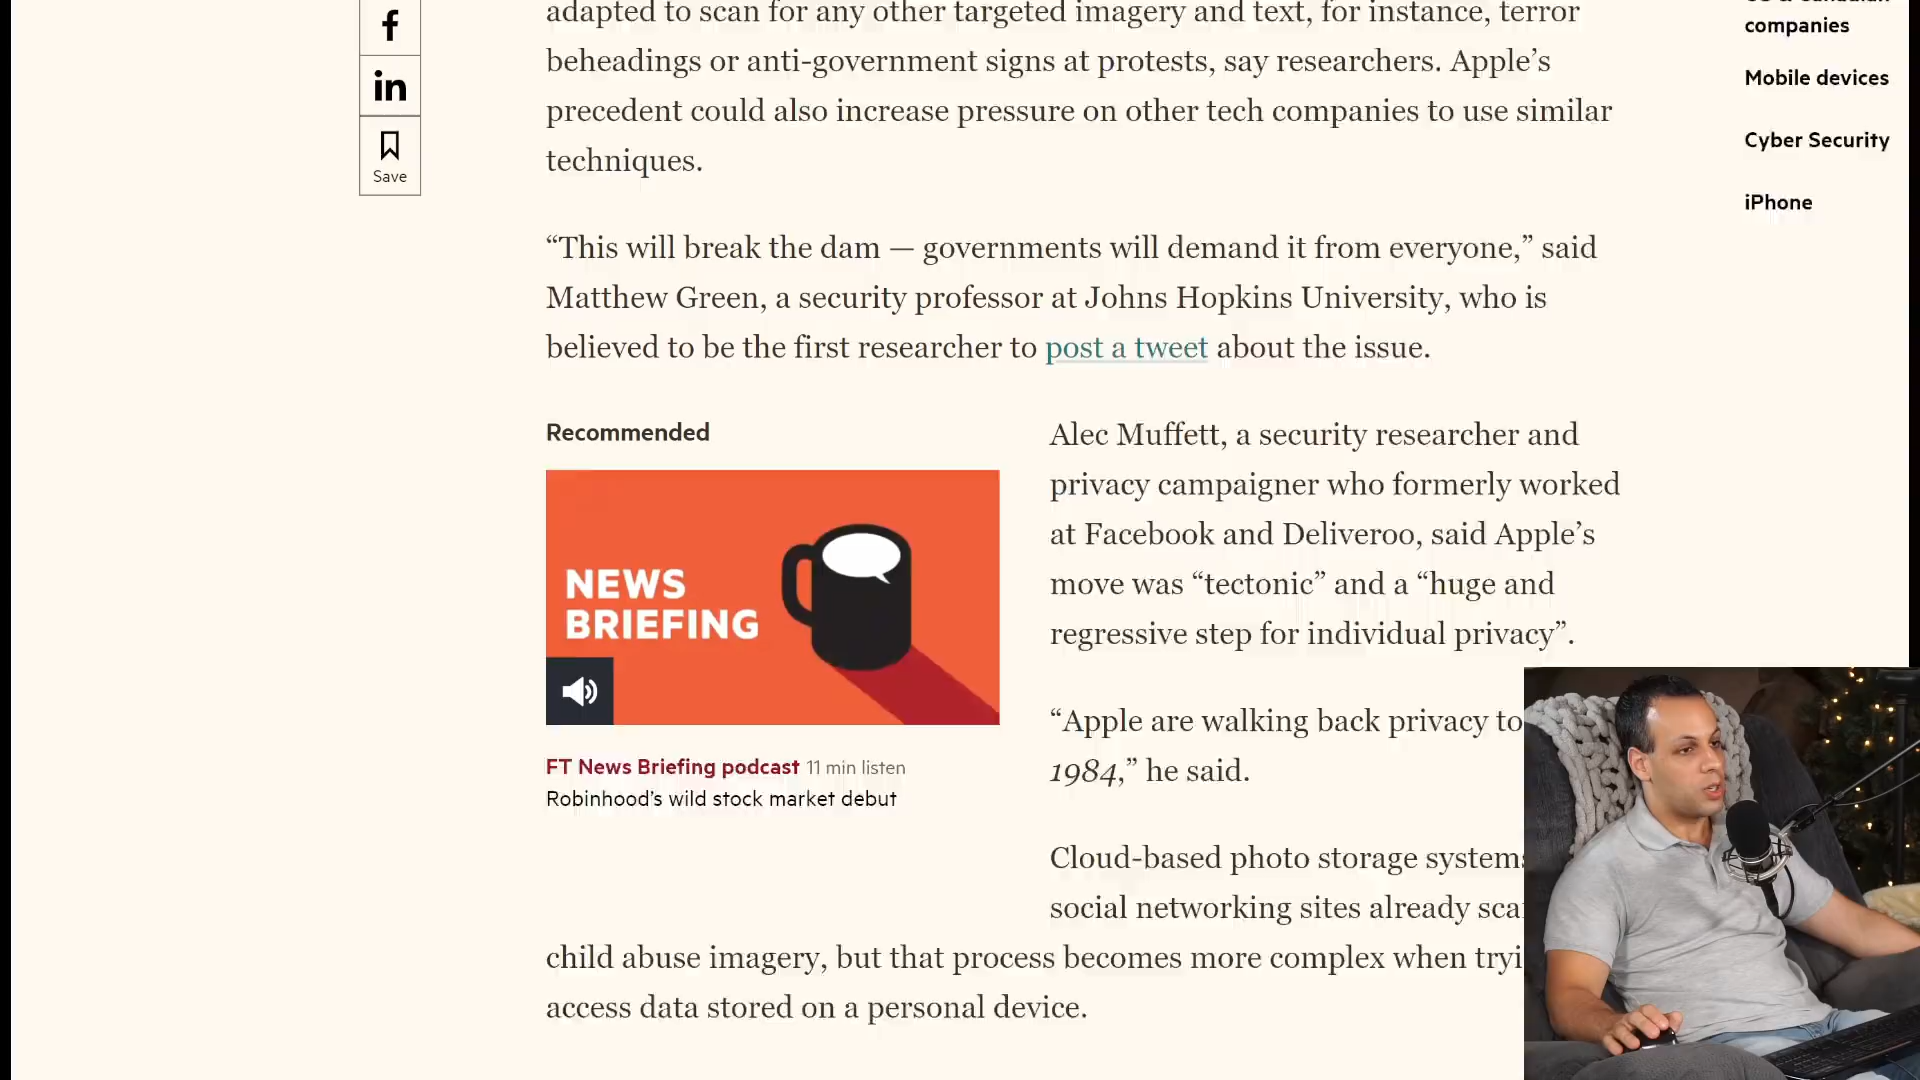 adapted to scan for any other targeted imagery and text, for instance, terror
beheadings or anti-government signs at protests, say researchers. Apple’s
precedent could also increase pressure on other tech companies to use similar
techniques.
“This will break the dam — governments will demand it from everyone,” said
Matthew Green, a security professor at Johns Hopkins University, who is
believed to be the first researcher to post a tweet about the issue.
Recommended
NEWS
BRIEFING
FT News Briefing podcast 11 min listen
Robinhood’s wild stock market debut
Alec Muffett, a security researcher and
privacy campaigner who formerly worked
at Facebook and Deliveroo, said Apple’s
move was “tectonic” and a “huge and
regressive step for individual privacy”.
“Apple are walking back privacy to
1984,” he said.
Cloud-based photo storage systems
social networking sites already
child abuse imagery, but that process becomes more complex when
access data stored on a personal device.
f
in
Save
companies
Mobile devices
Cyber Security
iPhone